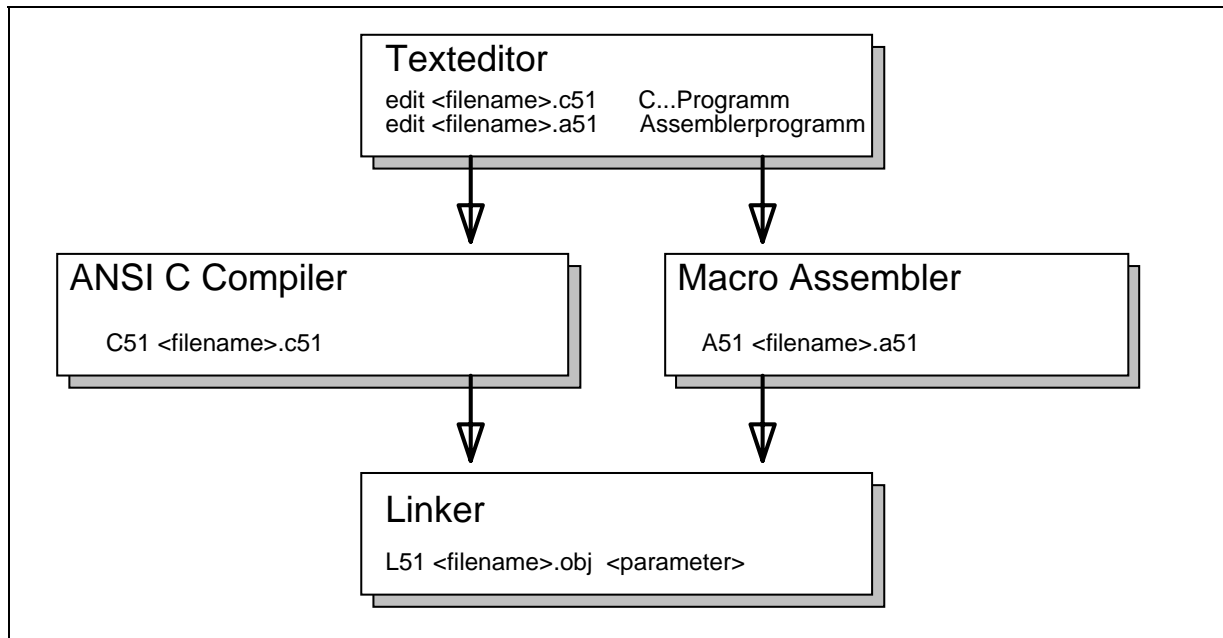 Texteditor
edit <filename>.c51 C...Programm
edit <filename>.a51 Assemblerprogramm
ANSI C Compiler
C51 <filename>.c51
Macro Assembler
A51 <filename>.a51
Linker
L51 <filename>.obj <parameter>